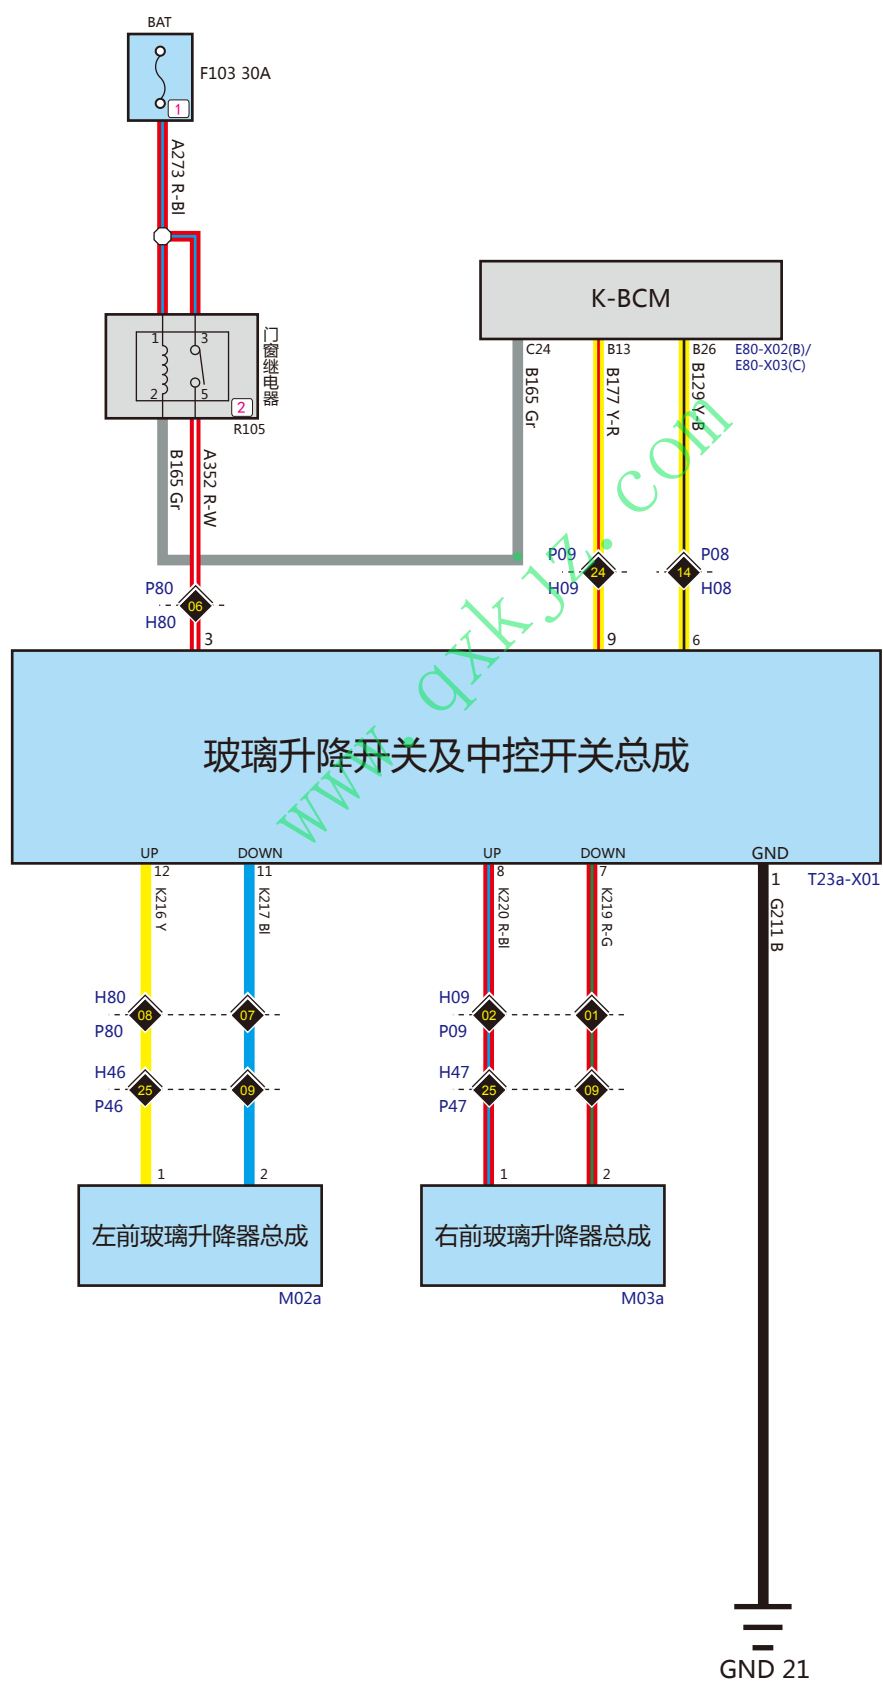 BAT
F103 30A
1
A273 R-Bl
K-BCM
1
3
门窗继电器
2
5
2
R105
C24
B13
B26
E80-X02(B)/
E80-X03(C)
B165 Gr
B177 Y-R
B129 Y-B
B165 Gr
A352 R-W
P80
06
H80
P09
24
H09
P08
14
H08
3
9
6
玻璃升降开关及中控开关总成
www.qxkjz.com
UP
DOWN
UP
DOWN
GND
12
11
8
7
1
T23a-X01
K216 Y
K217 Bl
K220 R-Bl
K219 R-G
G211 B
H80
08
07
P80
H09
02
01
P09
H46
25
09
P46
H47
25
09
P47
1
2
1
2
左前玻璃升降器总成
右前玻璃升降器总成
M02a
M03a
GND 21